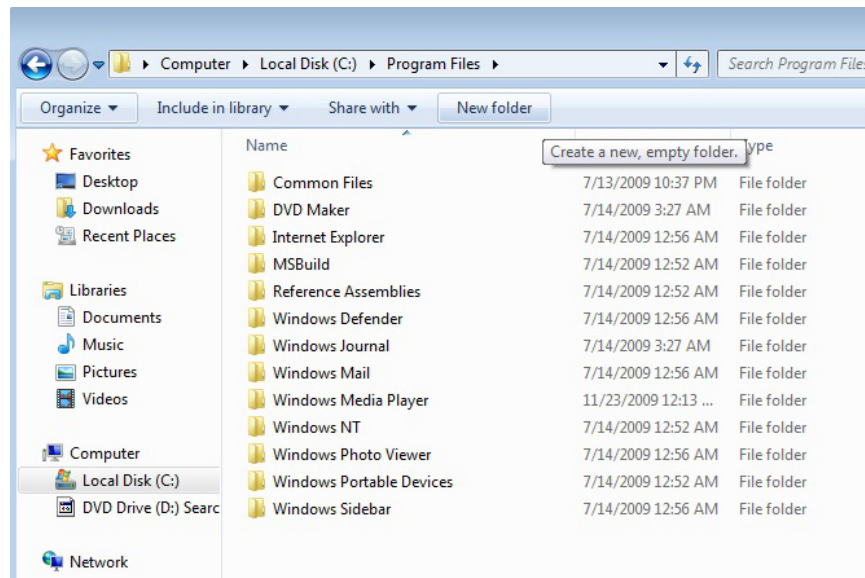 Computer Local Disk (C:) Program Files
Search Program Files
Organize Include in library Share with New folder
Create a new, empty folder.
Favorites
Desktop
Downloads
Recent Places
Libraries
Documents
Music
Pictures
Videos
Computer
Local Disk (C:)
DVD Drive (D:) Searc
Network
Name ype
Common Files 7/13/2009 10:37 PM File folder
DVD Maker 7/14/2009 3:27 AM File folder
Internet Explorer 7/14/2009 12:56 AM File folder
MSBuild 7/14/2009 12:52 AM File folder
Reference Assemblies 7/14/2009 12:52 AM File folder
Windows Defender 7/14/2009 12:56 AM File folder
Windows Journal 7/14/2009 3:27 AM File folder
Windows Mail 7/14/2009 12:56 AM File folder
Windows Media Player 11/23/2009 12:13 ... File folder
Windows NT 7/14/2009 12:52 AM File folder
Windows Photo Viewer 7/14/2009 12:56 AM File folder
Windows Portable Devices 7/14/2009 12:52 AM File folder
Windows Sidebar 7/14/2009 12:56 AM File folder